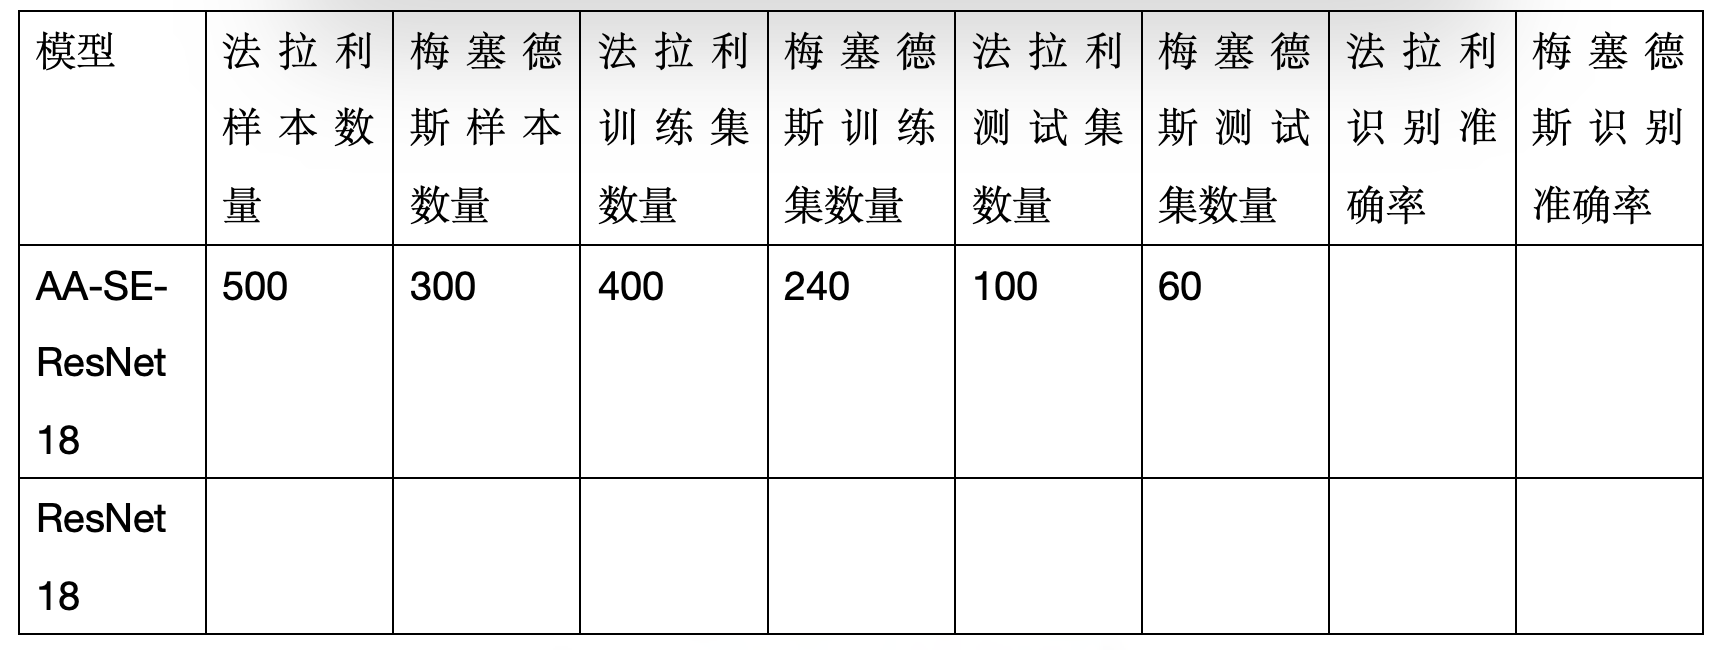 模型
法拉利
样本数
量
梅塞德
斯样本
数量
法拉利
训练集
数量
梅塞德
斯训练
集数量
法拉利
测试集
数量
梅塞德
斯测试
集数量
法拉利
识别准
确率
梅塞德
斯识别
准确率
AA-SE-
ResNet
18
500
300
400
240
100
60
ResNet
18